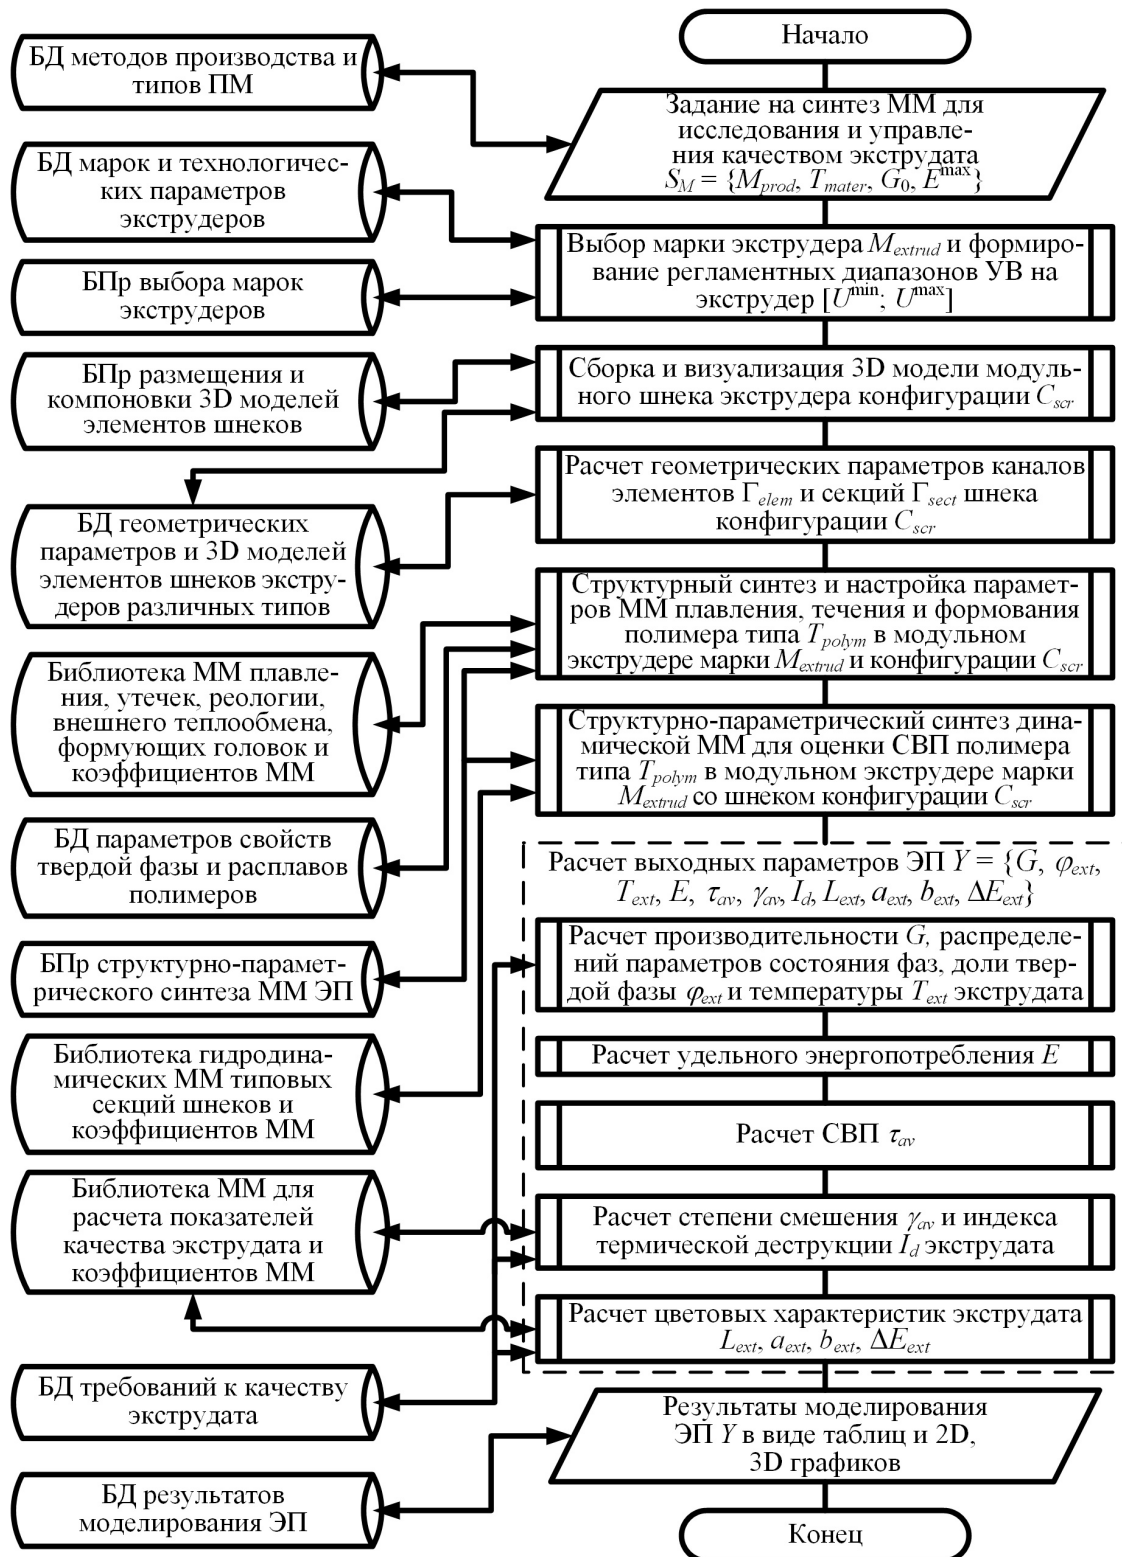 Начало
Задание на синтез ММ для
исследования и управле-
ния качеством экструдата
S_M = {M_prod, T_mater, G_0, E^max}
Выбор марки экструдера M_extrud и формиро-
вание регламентных диапазонов УВ на
экструдер [U^min; U^max]
Сборка и визуализация 3D модели модуль-
ного шнека экструдера конфигурации C_scr
Расчет геометрических параметров каналов
элементов Г_elem и секций Г_sect шнека
конфигурации C_scr
Структурный синтез и настройка парамет-
ров ММ плавления, течения и формования
полимера типа T_polym в модульном
экструдере марки M_extrud и конфигурации C_scr
Структурно-параметрический синтез дина-
мической ММ для оценки СВП полимера
типа T_polym в модульном экструдере марки
M_extrud со шнеком конфигурации C_scr
Расчет выходных параметров ЭП Y = {G, φ_ext,
T_ext, E, τ_av, γ_av, I_d, L_ext, a_ext, b_ext, ΔE_ext}
Расчет производительности G, распределе-
ний параметров состояния фаз, доли твер-
дой фазы φ_ext и температуры T_ext экструдата
Расчет удельного энергопотребления E
Расчет СВП τ_av
Расчет степени смешения γ_av и индекса
термической деструкции I_d экструдата
Расчет цветовых характеристик экструдата
L_ext, a_ext, b_ext, ΔE_ext
Результаты моделирования
ЭП Y в виде таблиц и 2D,
3D графиков
Конец
БД методов производства и
типов ПМ
БД марок и технологичес-
ких параметров
экструдеров
БПр выбора марок
экструдеров
БПр размещения и
компоновки 3D моделей
элементов шнеков
БД геометрических
параметров и 3D моделей
элементов шнеков экстру-
деров различных типов
Библиотека ММ плавле-
ния, утечек, реологии,
внешнего теплообмена,
формующих головок и
коэффициентов ММ
БД параметров свойств
твердой фазы и расплавов
полимеров
БПр структурно-парамет-
рического синтеза ММ ЭП
Библиотека гидродина-
мических ММ типовых
секций шнеков и
коэффициентов ММ
Библиотека ММ для
расчета показателей
качества экструдата и
коэффициентов ММ
БД требований к качеству
экструдата
БД результатов
моделирования ЭП